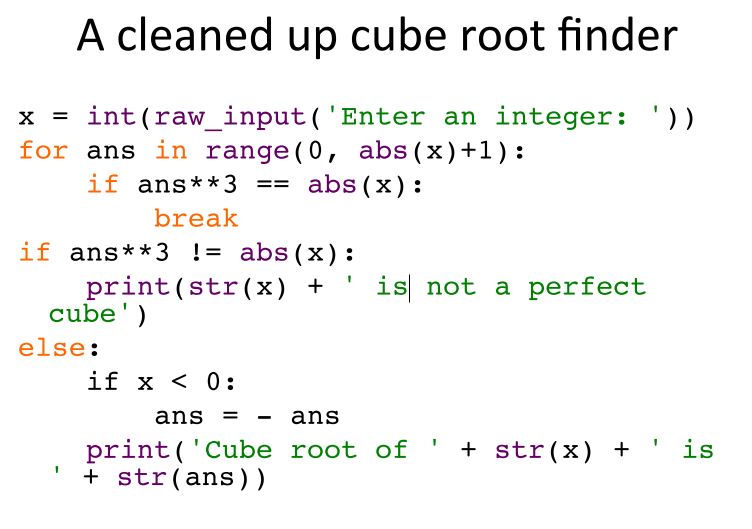 A cleaned up cube root finder
x = int(raw_input('Enter an integer: '))
for ans in range(0, abs(x)+1):
    if ans**3 == abs(x):
        break
if ans**3 != abs(x):
    print(str(x) + ' is not a perfect
  cube')
else:
    if x < 0:
        ans = - ans
    print('Cube root of ' + str(x) + ' is
  ' + str(ans))